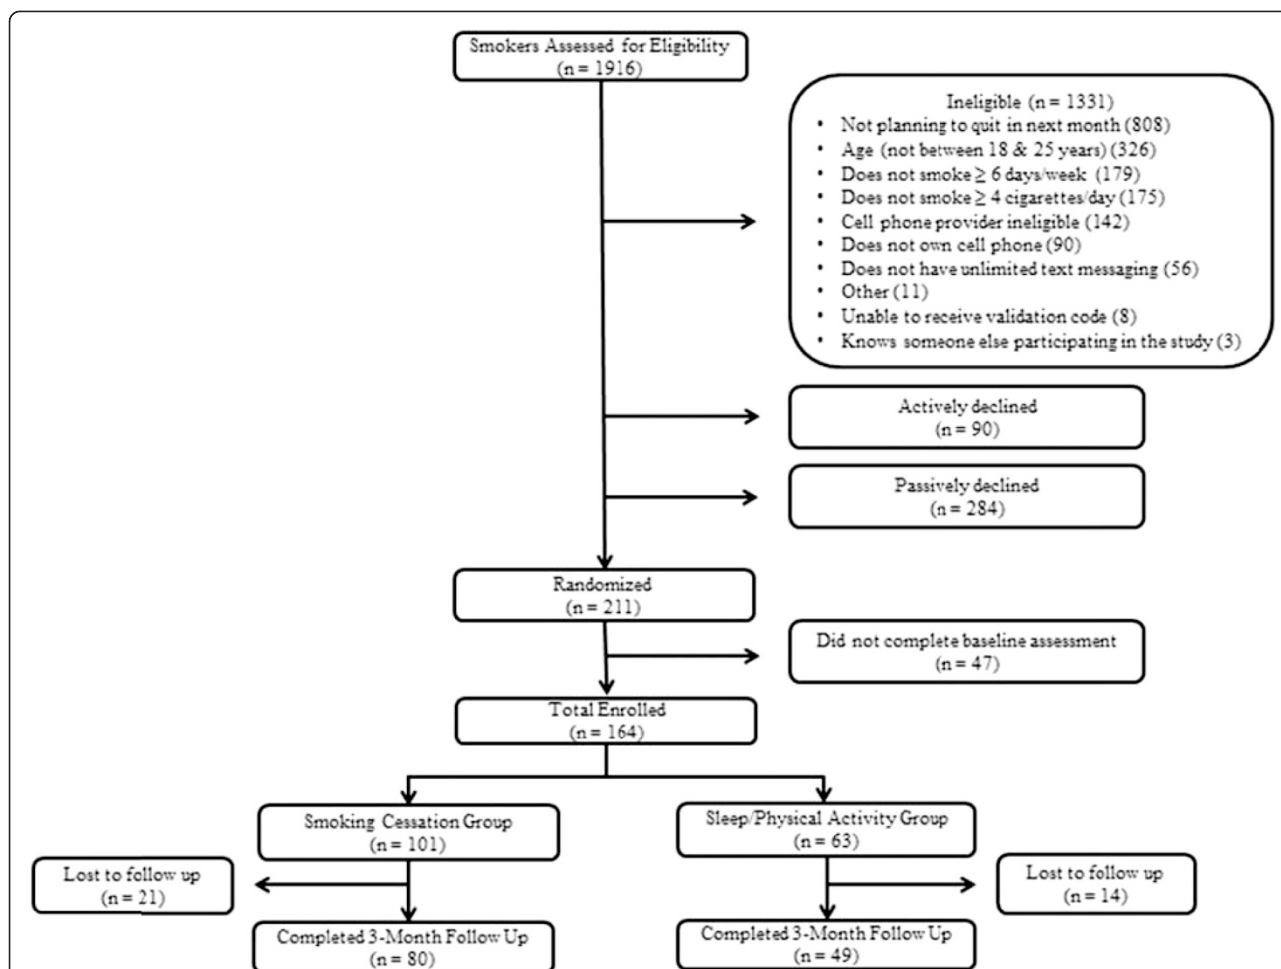 Smokers Assessed for Eligibility
(n = 1916)
Ineligible (n = 1331)
• Not planning to quit in next month (808)
• Age (not between 18 & 25 years) (326)
• Does not smoke ≥ 6 days/week (179)
• Does not smoke ≥ 4 cigarettes/day (175)
• Cell phone provider ineligible (142)
• Does not own cell phone (90)
• Does not have unlimited text messaging (56)
• Other (11)
• Unable to receive validation code (8)
• Knows someone else participating in the study (3)
Actively declined
(n = 90)
Passively declined
(n = 284)
Randomized
(n = 211)
Did not complete baseline assessment
(n = 47)
Total Enrolled
(n = 164)
Smoking Cessation Group
(n = 101)
Sleep/Physical Activity Group
(n = 63)
Lost to follow up
(n = 21)
Lost to follow up
(n = 14)
Completed 3-Month Follow Up
(n = 80)
Completed 3-Month Follow Up
(n = 49)